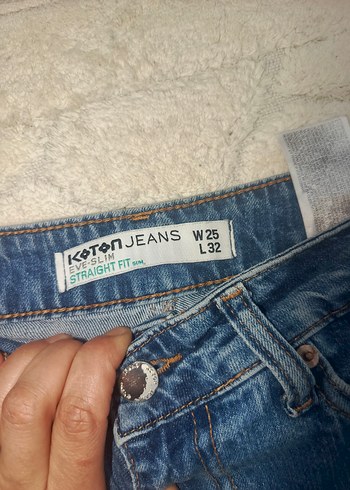 KOTON JEANS W 25
EVE-SLIM L 32
STRAIGHT FIT